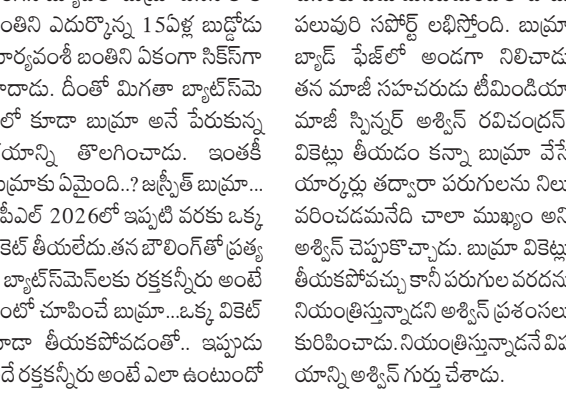 బంతిని ఎదుర్కొన్న 15ఏళ్ల బుడ్డోడు
సూర్యవంశీ బంతిని ఏకంగా సిక్స్‌గా
బాదాడు. దీంతో మిగతా బ్యాట్స్‌మె
లో కూడా బుమ్రా అనే పేరుకున్న
యాన్ని తొలగించాడు. ఇంతకీ
బుమ్రాకు ఏమైంది..? జస్ప్రీత్ బుమ్రా...
పీఎల్ 2026లో ఇప్పటి వరకు ఒక్క
కెట్ తీయలేదు.తన బౌలింగ్‌తో ప్రత్య
బ్యాట్స్‌మెన్‌లకు రక్తకన్నీరు అంటే
ంటో చూపించే బుమ్రా...ఒక్క వికెట్
డా తీయకపోవడంతో.. ఇప్పుడు
దే రక్తకన్నీరు అంటే ఎలా ఉంటుందో
పలువురి సపోర్ట్ లభిస్తోంది. బుమ్రా
బ్యాడ్ ఫేజ్‌లో అండగా నిలిచాడు
తన మాజీ సహచరుడు టీమిండియా
మాజీ స్పిన్నర్ అశ్విన్ రవిచంద్రన్
వికెట్లు తీయడం కన్నా బుమ్రా వేసే
యార్కర్లు తద్వారా పరుగులను నిలు
వరించడమనేది చాలా ముఖ్యం అని
అశ్విన్ చెప్పుకొచ్చాడు. బుమ్రా వికెట్లు
తీయకపోవచ్చు కానీ పరుగుల వరదను
నియంత్రిస్తున్నాడని అశ్విన్ ప్రశంసలు
కురిపించాడు. నియంత్రిస్తున్నాడనే విష
యాన్ని అశ్విన్ గుర్తు చేశాడు.